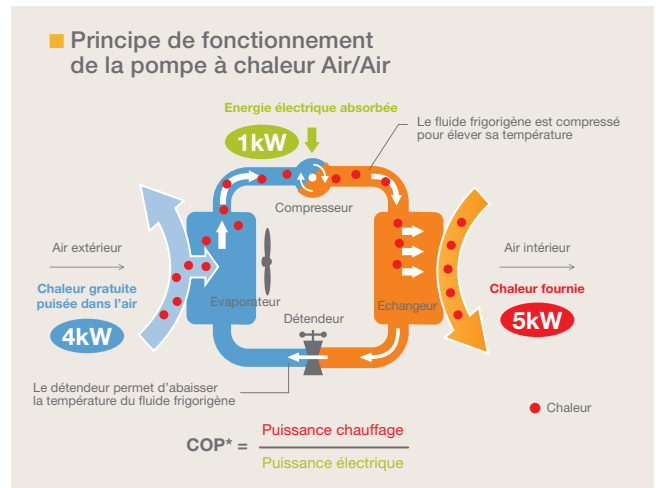 Principe de fonctionnement
de la pompe à chaleur Air/Air
Energie électrique absorbée
1kW
Le fluide frigorigène est compressé
pour élever sa température
Compresseur
Air extérieur
Air intérieur
Chaleur gratuite
puisée dans l'air
4kW
Evaporateur
Détendeur
Echangeur
Chaleur fournie
5kW
Le détendeur permet d'abaisser
la température du fluide frigorigène
Chaleur
COP* =
Puissance chauffage
Puissance électrique